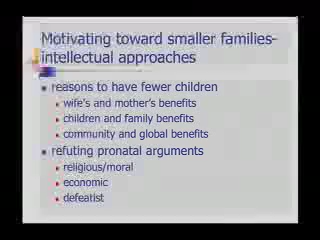 Motivating toward smaller families-
intellectual approaches
reasons to have fewer children
wife's and mother's benefits
children and family benefits
community and global benefits
refuting pronatal arguments
religious/moral
economic
defeatist